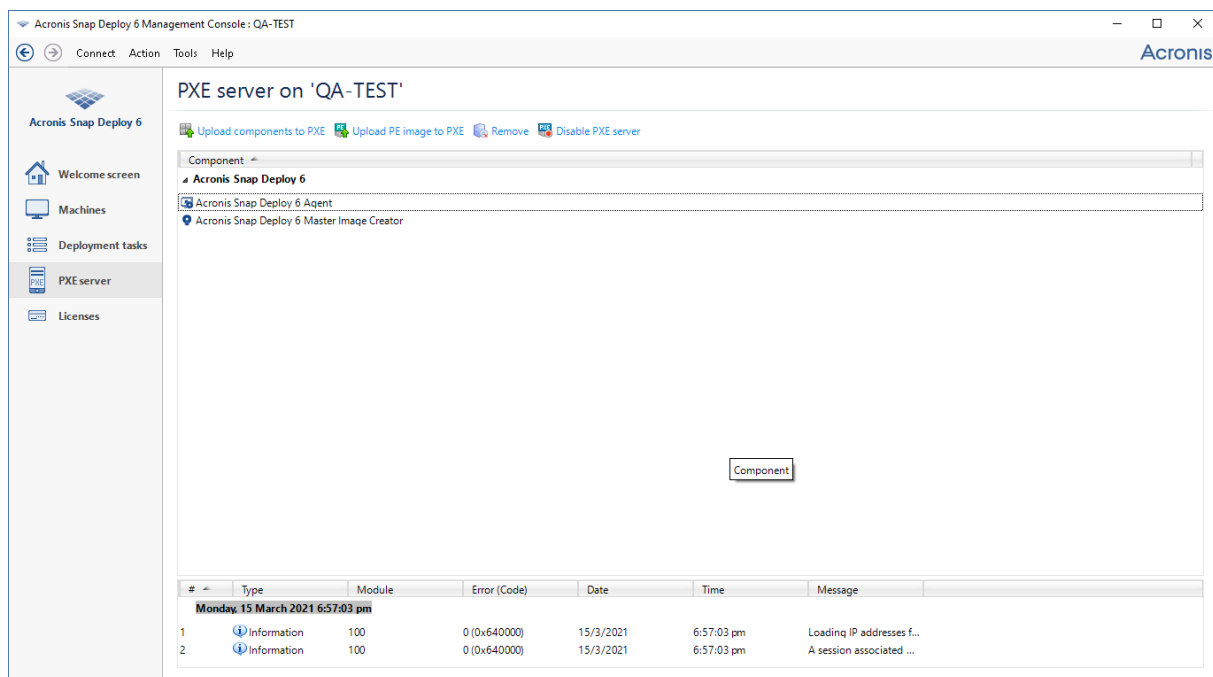 Acronis Snap Deploy 6 Management Console : QA-TEST
Connect Action Tools Help
Acronis
Acronis Snap Deploy 6
Welcome screen
Machines
Deployment tasks
PXE
PXE server
Licenses
PXE server on 'QA-TEST'
Upload components to PXE Upload PE image to PXE Remove Disable PXE server
Component
Acronis Snap Deploy 6
Acronis Snap Deploy 6 Agent
Acronis Snap Deploy 6 Master Image Creator
Component
# Type Module Error (Code) Date Time Message
Monday, 15 March 2021 6:57:03 pm
1 Information 100 0 (0x640000) 15/3/2021 6:57:03 pm Loading IP addresses f...
2 Information 100 0 (0x640000) 15/3/2021 6:57:03 pm A session associated ...